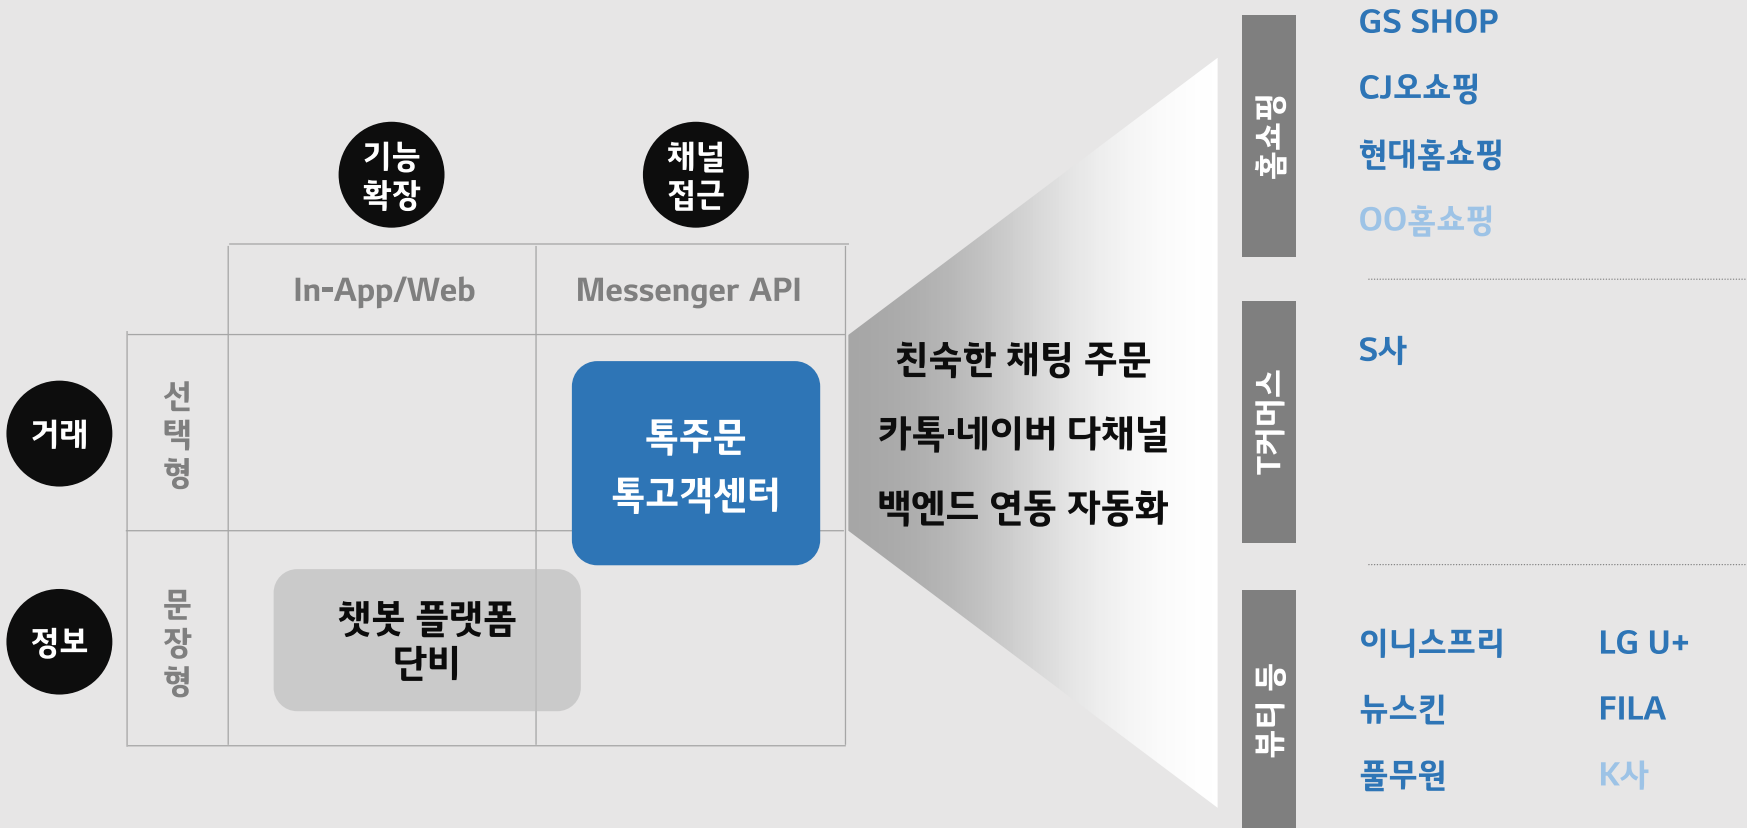 기능
확장
채널
접근
In-App/Web
Messenger API
거래
선택형
톡주문
톡고객센터
정보
문장형
챗봇 플랫폼
단비
친숙한 채팅 주문
카톡·네이버 다채널
백엔드 연동 자동화
홈쇼핑
GS SHOP
CJ오쇼핑
현대홈쇼핑
OO홈쇼핑
T커머스
S사
뷰티 등
이니스프리
LG U+
뉴스킨
FILA
풀무원
K사